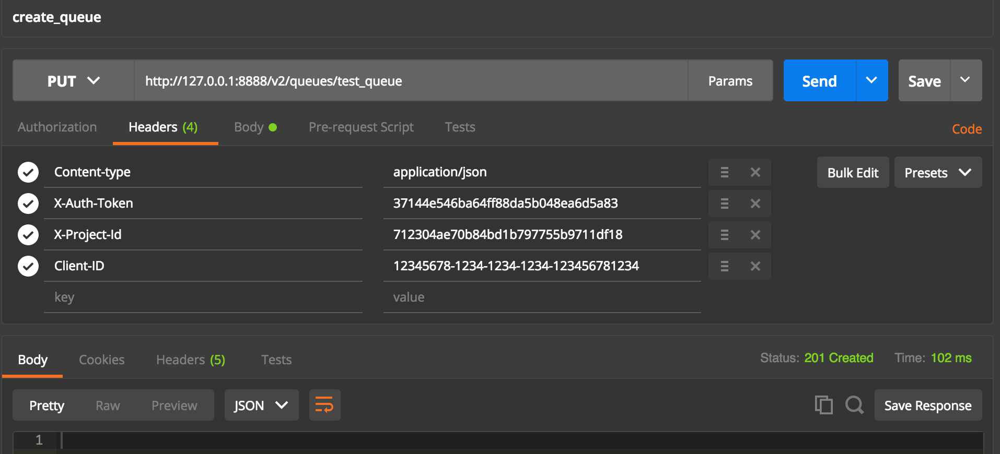 create_queue
PUT http://127.0.0.1:8888/v2/queues/test_queue Params Send Save
Authorization Headers (4) Body Pre-request Script Tests Code
Content-type application/json Bulk Edit Presets
X-Auth-Token 37144e546ba64ff88da5b048ea6d5a83
X-Project-Id 712304ae70b84bd1b797755b9711df18
Client-ID 12345678-1234-1234-1234-123456781234
key value
Body Cookies Headers (5) Tests Status: 201 Created Time: 102 ms
Pretty Raw Preview JSON Save Response
1